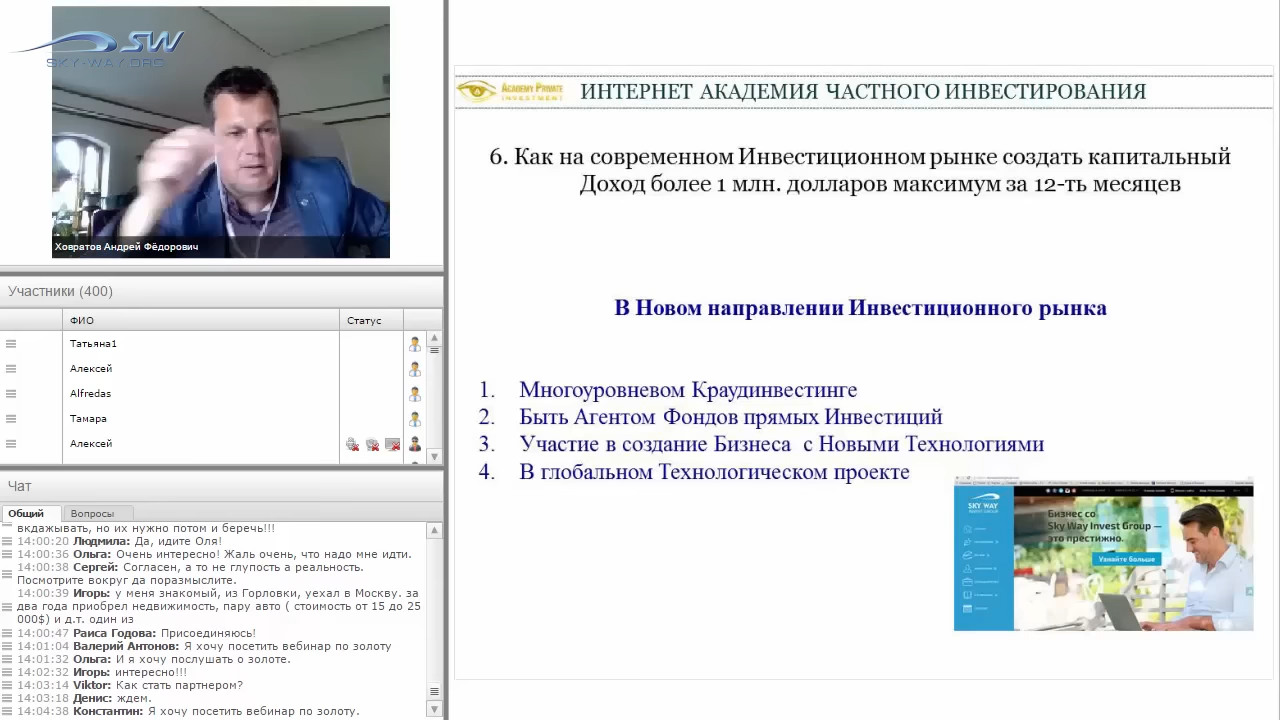 SW
SKY-WAY.ORG
Ховратов Андрей Фёдорович
Участники (400)
ФИО
Статус
Татьяна1
Алексей
Alfredas
Тамара
Алексей
Чат
Общий
Вопросы
вкдажывать, но их нужно потом и беречь!!!
14:00:20 Людмила: Да, идите Оля!
14:00:36 Ольга: Очень интересно! Жаль очень, что надо мне идти.
14:00:38 Сергей: Согласен, а то не глупость а реальность.
Посмотрите вокруг да поразмыслите.
14:00:39 Игорь: у меня знакомый, из Горловки, уехал в Москву. за
два года приобрел недвижимость, пару авто ( стоимость от 15 до 25
000$) и д.т. один из
14:00:47 Раиса Годова: Присоединяюсь!
14:01:04 Валерий Антонов: Я хочу посетить вебинар по золоту
14:01:32 Ольга: И я хочу послушать о золоте.
14:02:32 Игорь: интересно!!!
14:03:14 Viktor: Как стать партнером?
14:03:18 Денис: ждем.
14:04:38 Константин: Я хочу посетить вебинар по золоту.
ACADEMY PRIVATE
INVESTMENT
ИНТЕРНЕТ АКАДЕМИЯ ЧАСТНОГО ИНВЕСТИРОВАНИЯ
6. Как на современном Инвестиционном рынке создать капитальный
Доход более 1 млн. долларов максимум за 12-ть месяцев
В Новом направлении Инвестиционного рынка
1. Многоуровневом Краудинвестинге
2. Быть Агентом Фондов прямых Инвестиций
3. Участие в создание Бизнеса с Новыми Технологиями
4. В глобальном Технологическом проекте
SKY WAY
Бизнес со
Sky Way Invest Group —
это престижно.
Узнайте больше